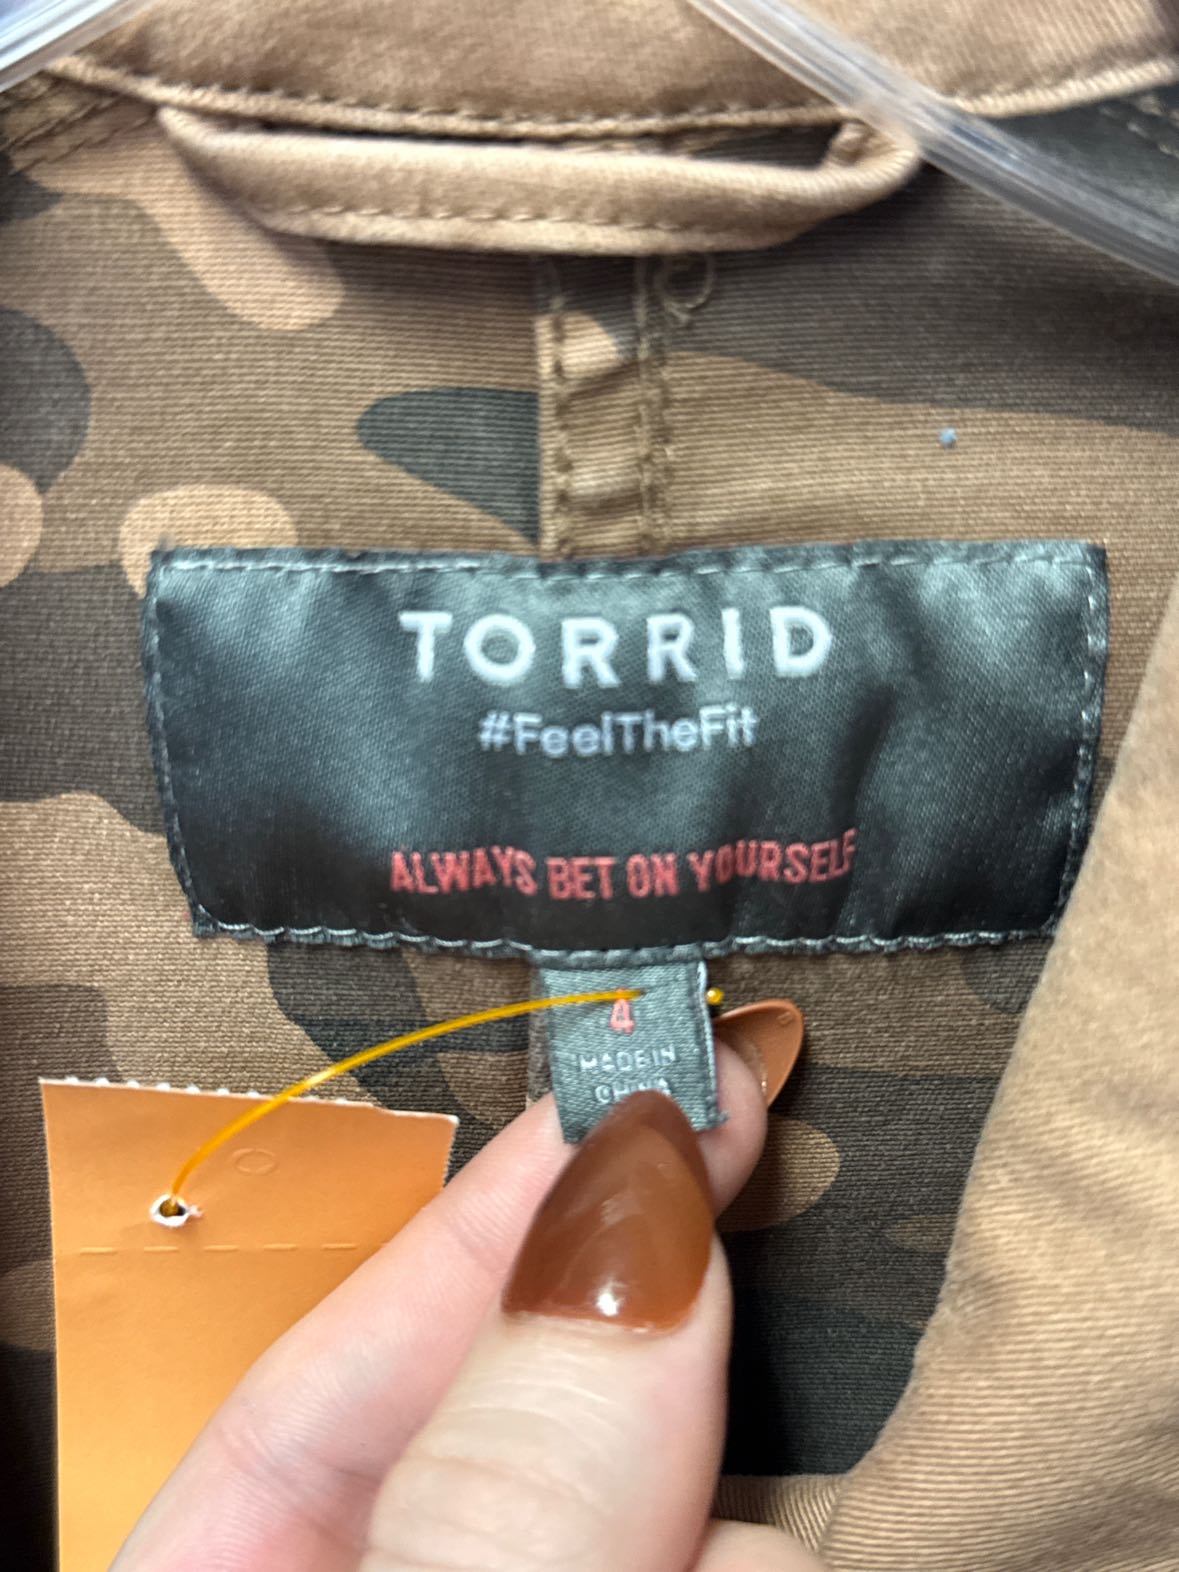 TORRID
#FeelTheFit
ALWAYS BET ON YOURSELF
4
MADE IN
CHINA